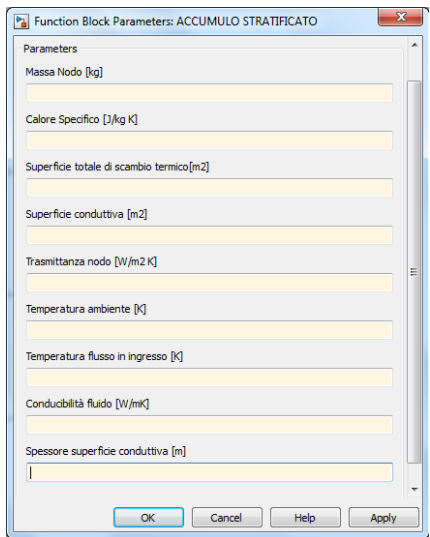 Function Block Parameters: ACCUMULO STRATIFICATO
Parameters
Massa Nodo [kg]
Calore Specifico [J/kg K]
Superficie totale di scambio termico[m2]
Superficie conduttiva [m2]
Trasmittanza nodo [W/m2 K]
Temperatura ambiente [K]
Temperatura flusso in ingresso [K]
Conducibilità fluido [W/mK]
Spessore superficie conduttiva [m]
OK Cancel Help Apply